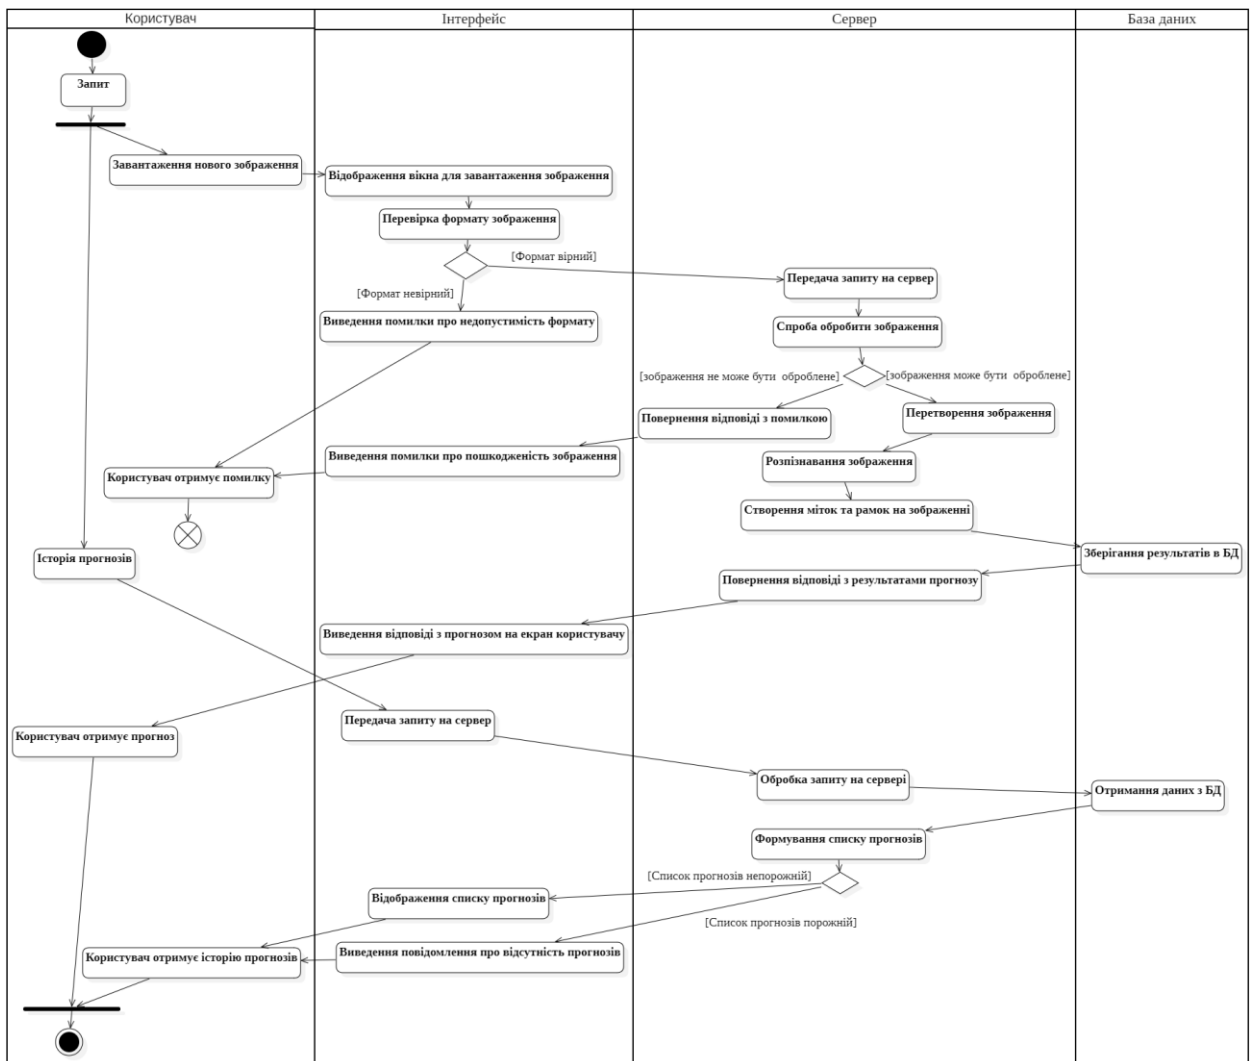 Користувач
Інтерфейс
Сервер
База даних
Запит
Завантаження нового зображення
Відображення вікна для завантаження зображення
Перевірка формату зображення
[Формат вірний]
Передача запиту на сервер
[Формат невірний]
Виведення помилки про недопустимість формату
Спроба обробити зображення
[зображення не може бути  оброблене]
[зображення може бути  оброблене]
Повернення відповіді з помилкою
Перетворення зображення
Виведення помилки про пошкодженість зображення
Розпізнавання зображення
Користувач отримує помилку
Створення міток та рамок на зображенні
Історія прогнозів
Зберігання результатів в БД
Повернення відповіді з результатами прогнозу
Виведення відповіді з прогнозом на екран користувачу
Передача запиту на сервер
Користувач отримує прогноз
Обробка запиту на сервері
Отримання даних з БД
Формування списку прогнозів
[Список прогнозів непорожній]
Відображення списку прогнозів
[Список прогнозів порожній]
Виведення повідомлення про відсутність прогнозів
Користувач отримує історію прогнозів